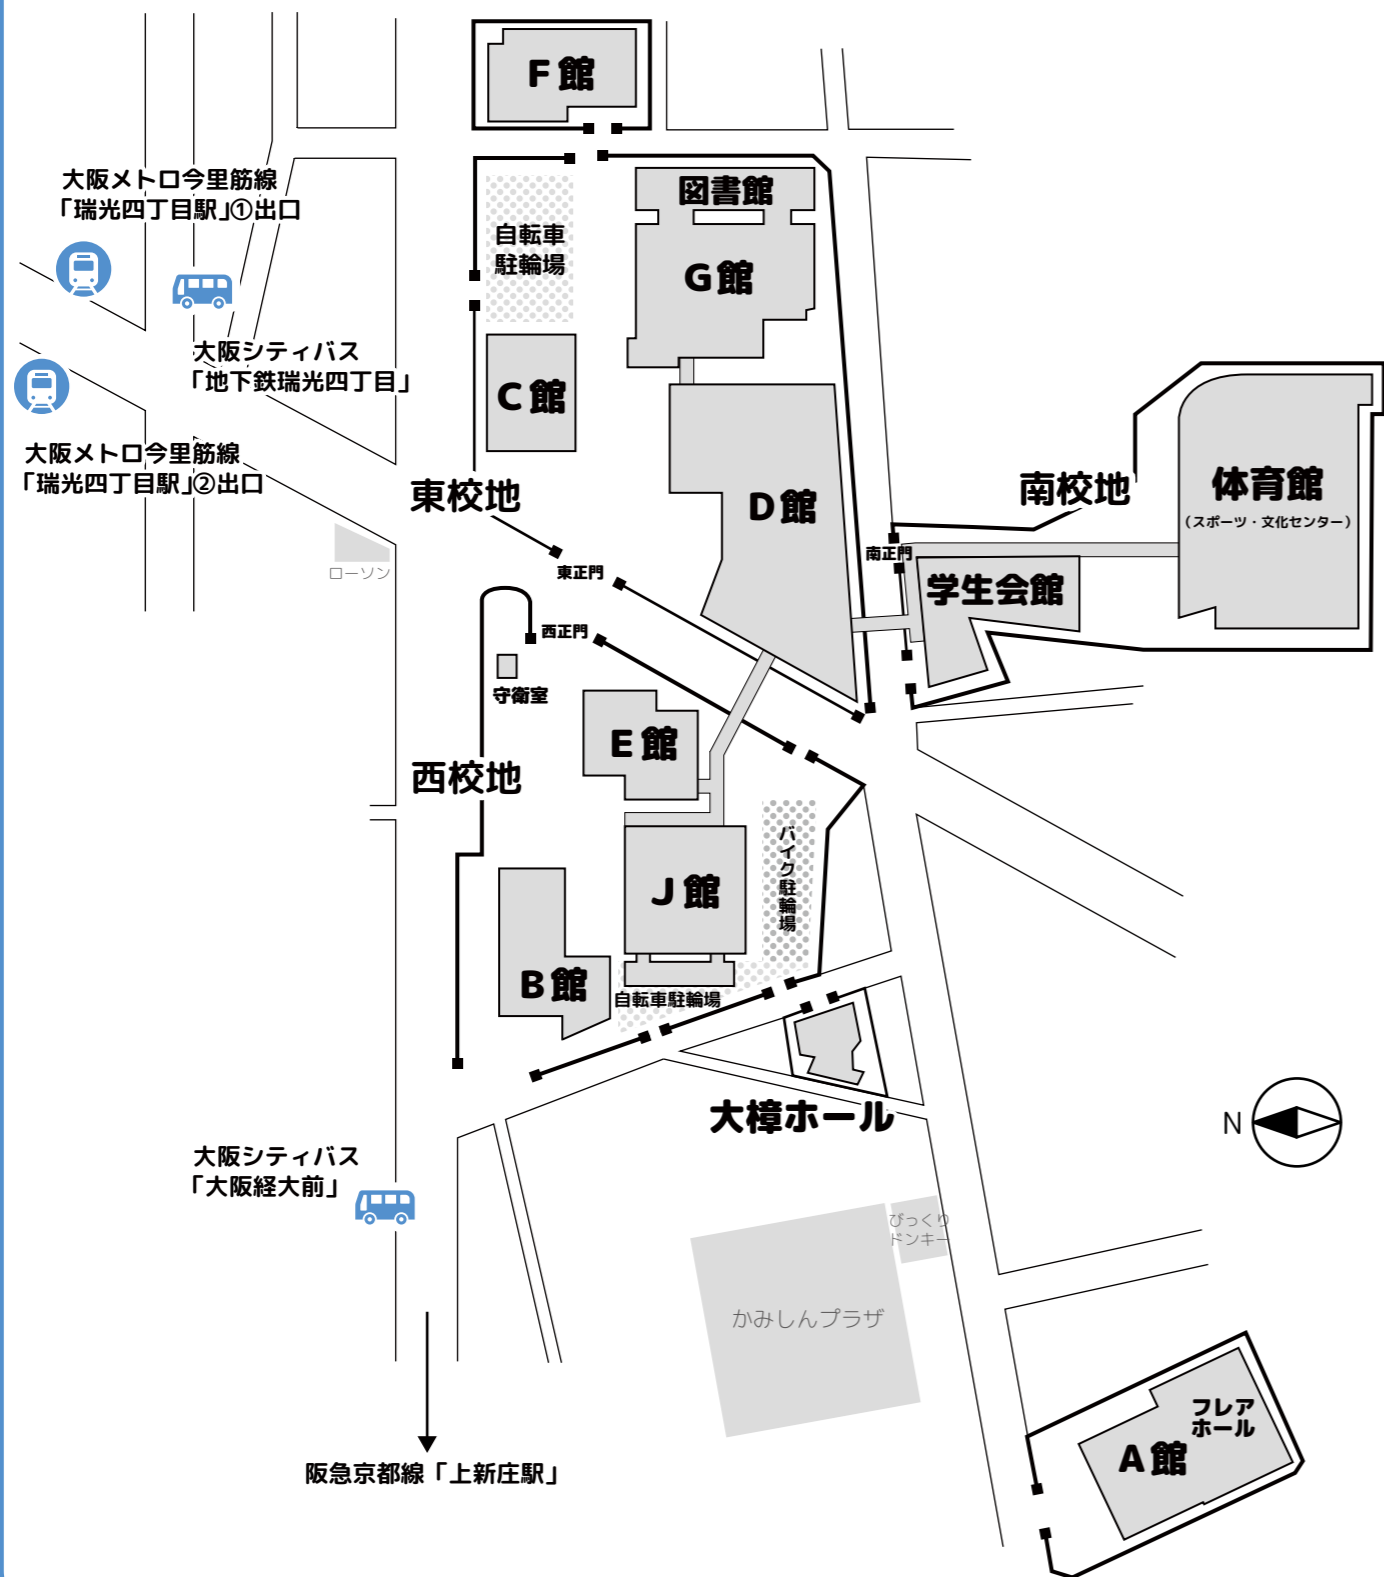 F館
大阪メトロ今里筋線
「瑞光四丁目駅」①出口
図書館
自転車
駐輪場
G館
大阪シティバス
「地下鉄瑞光四丁目」
C館
大阪メトロ今里筋線
「瑞光四丁目駅」②出口
東校地
D館
南校地
体育館
（スポーツ・文化センター）
南正門
ローソン
東正門
学生会館
西正門
守衛室
E館
西校地
バイク駐輪場
J館
B館
自転車駐輪場
大樟ホール
N
大阪シティバス
「大阪経大前」
びっくり
ドンキー
かみしんプラザ
フレア
ホール
A館
阪急京都線「上新庄駅」